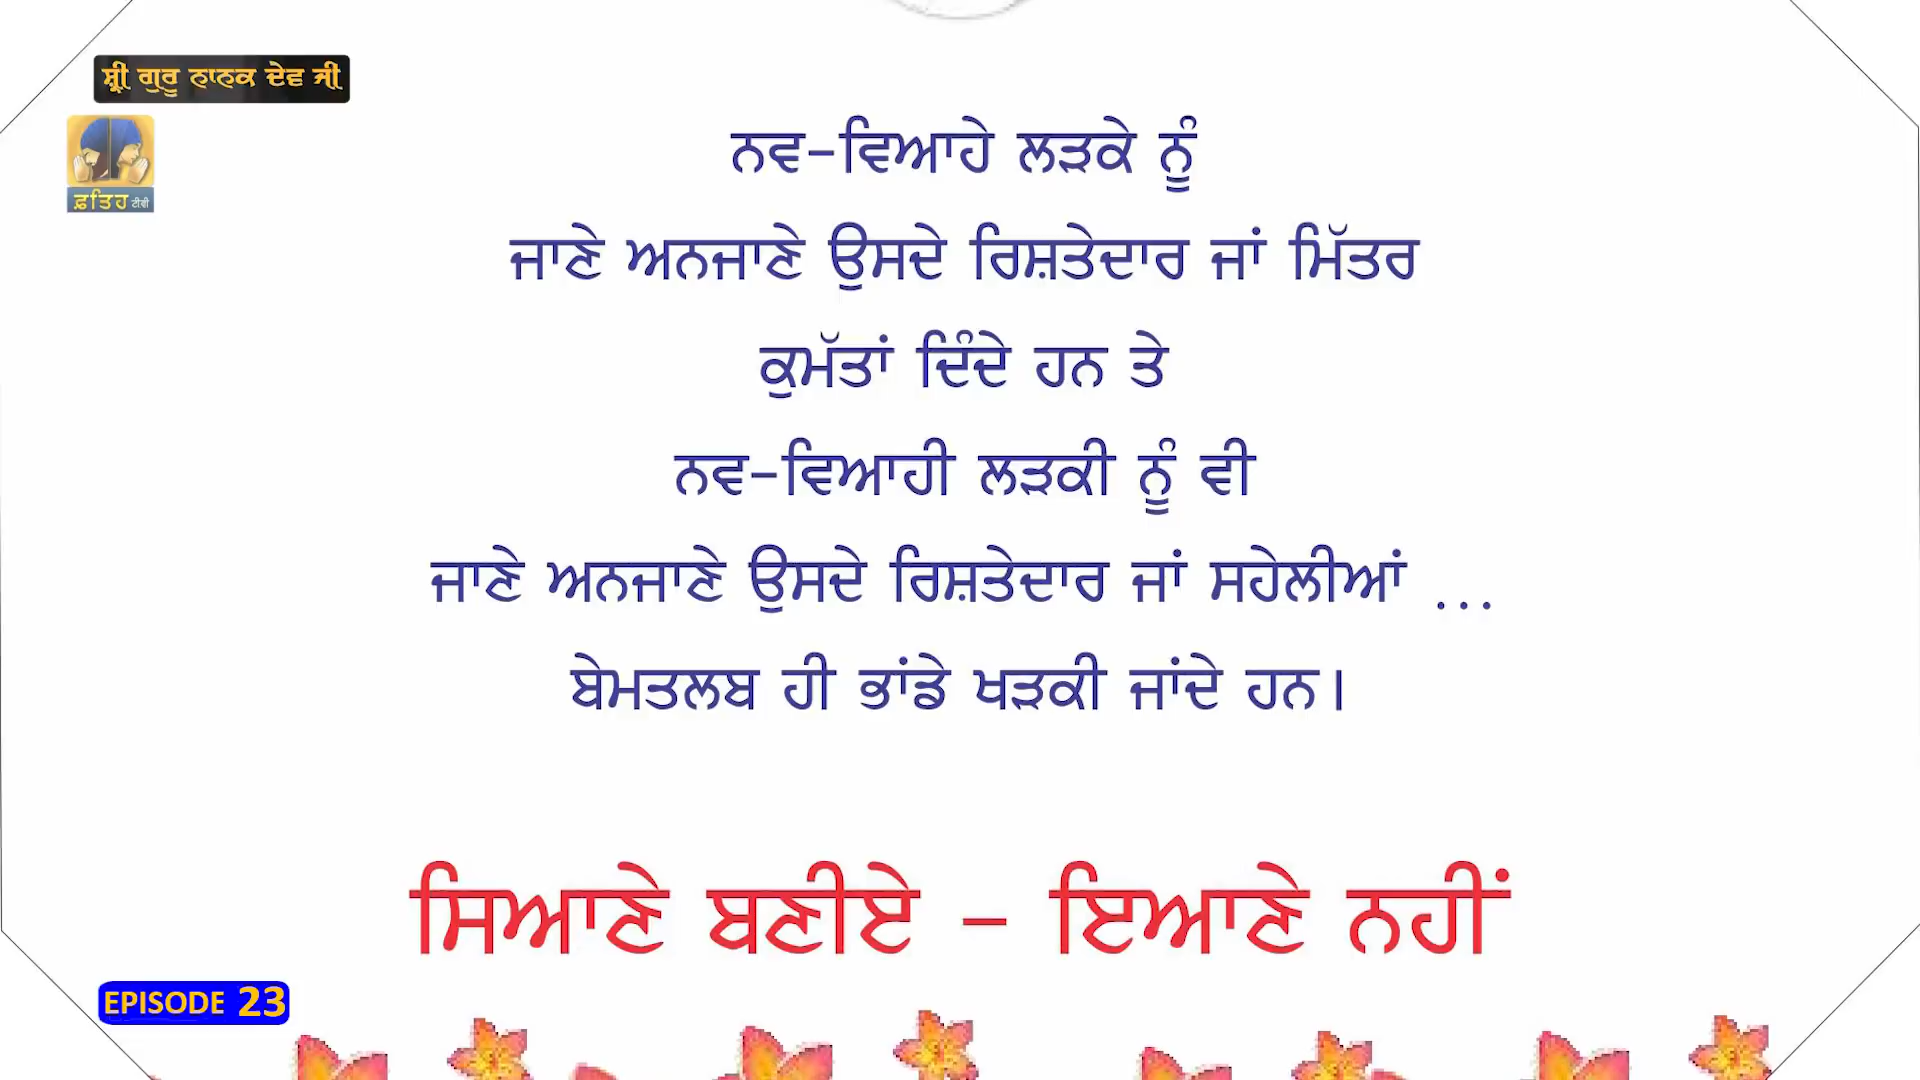 ਸ਼੍ਰੀ ਗੁਰੂ ਨਾਨਕ ਦੇਵ ਜੀ
ਫ਼ਤਿਹ ਟੀਵੀ
ਨਵ-ਵਿਆਹੇ ਲੜਕੇ ਨੂੰ
ਜਾਣੇ ਅਨਜਾਣੇ ਉਸਦੇ ਰਿਸ਼ਤੇਦਾਰ ਜਾਂ ਮਿੱਤਰ
ਕੁਮੱਤਾਂ ਦਿੰਦੇ ਹਨ ਤੇ
ਨਵ-ਵਿਆਹੀ ਲੜਕੀ ਨੂੰ ਵੀ
ਜਾਣੇ ਅਨਜਾਣੇ ਉਸਦੇ ਰਿਸ਼ਤੇਦਾਰ ਜਾਂ ਸਹੇਲੀਆਂ ...
ਬੇਮਤਲਬ ਹੀ ਭਾਂਡੇ ਖੜਕੀ ਜਾਂਦੇ ਹਨ।
ਸਿਆਣੇ ਬਣੀਏ - ਇਆਣੇ ਨਹੀਂ
EPISODE 23